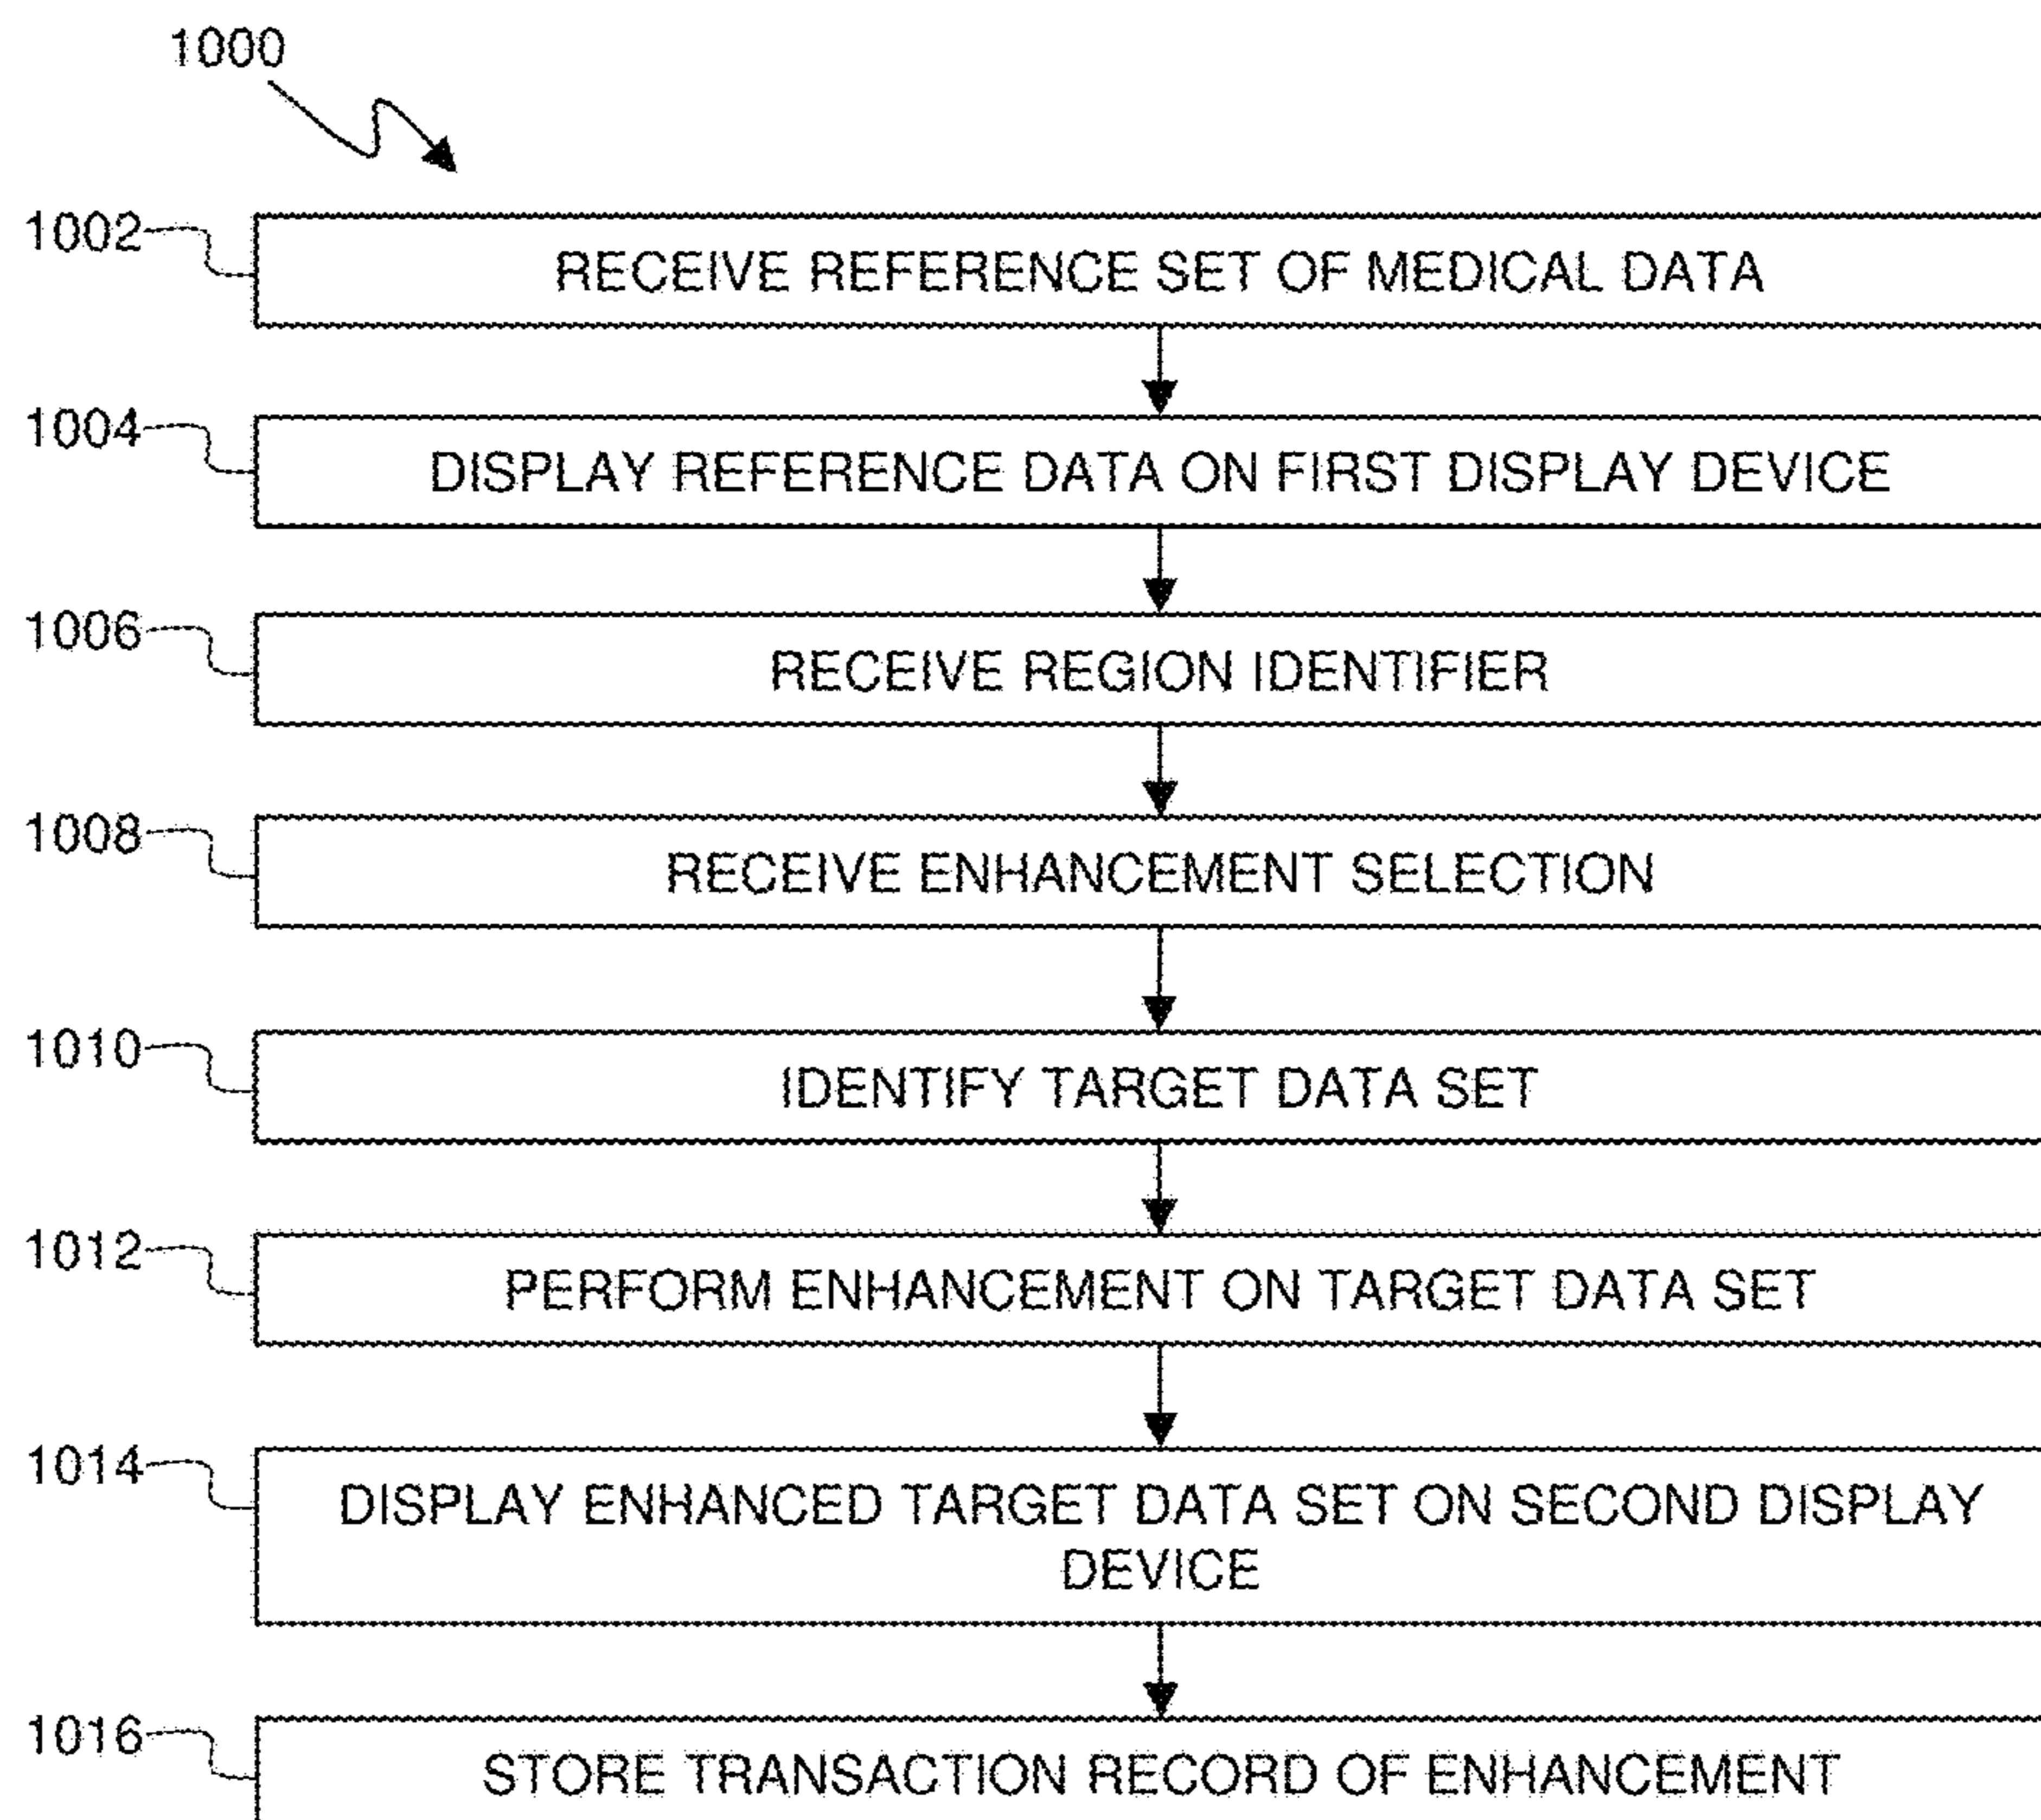 1000
1002
RECEIVE REFERENCE SET OF MEDICAL DATA
1004
DISPLAY REFERENCE DATA ON FIRST DISPLAY DEVICE
1006
RECEIVE REGION IDENTIFIER
1008
RECEIVE ENHANCEMENT SELECTION
1010
IDENTIFY TARGET DATA SET
1012
PERFORM ENHANCEMENT ON TARGET DATA SET
1014
DISPLAY ENHANCED TARGET DATA SET ON SECOND DISPLAY
DEVICE
1016
STORE TRANSACTION RECORD OF ENHANCEMENT